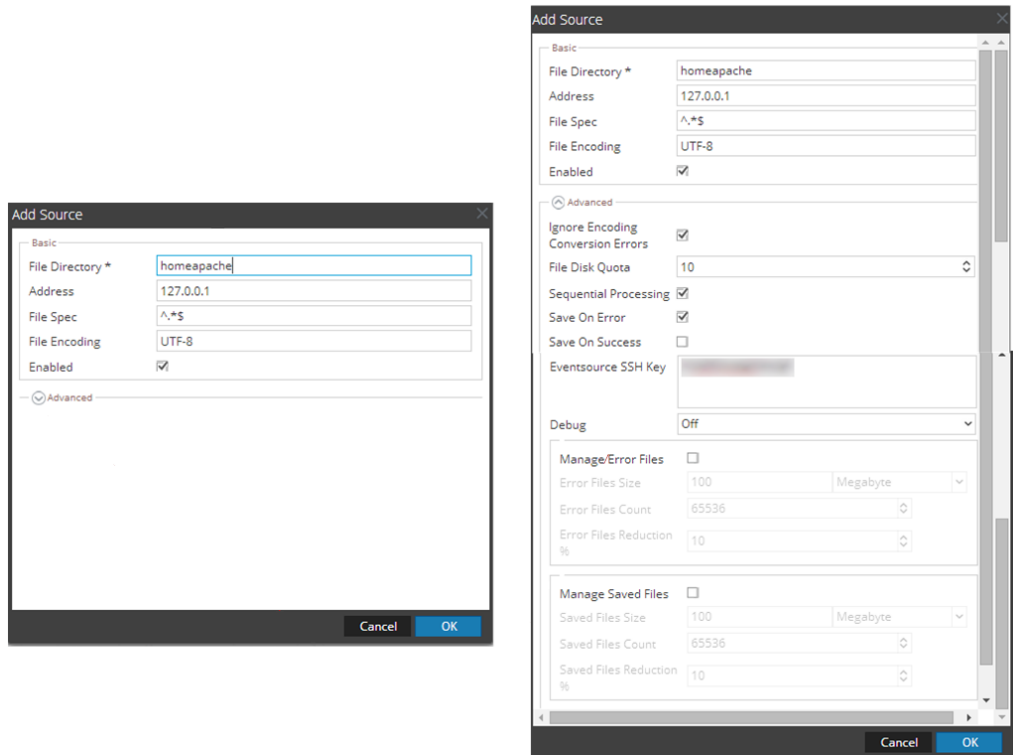 Add Source
Basic
File Directory * homeapache
Address 127.0.0.1
File Spec ^.*$
File Encoding UTF-8
Enabled
Advanced
Cancel OK
Add Source
Basic
File Directory * homeapache
Address 127.0.0.1
File Spec ^.*$
File Encoding UTF-8
Enabled
Advanced
Ignore Encoding
Conversion Errors
File Disk Quota 10
Sequential Processing
Save On Error
Save On Success
Eventsource SSH Key
Debug Off
Manage/Error Files
Error Files Size 100 Megabyte
Error Files Count 65536
Error Files Reduction
% 10
Manage Saved Files
Saved Files Size 100 Megabyte
Saved Files Count 65536
Saved Files Reduction
% 10
Cancel OK